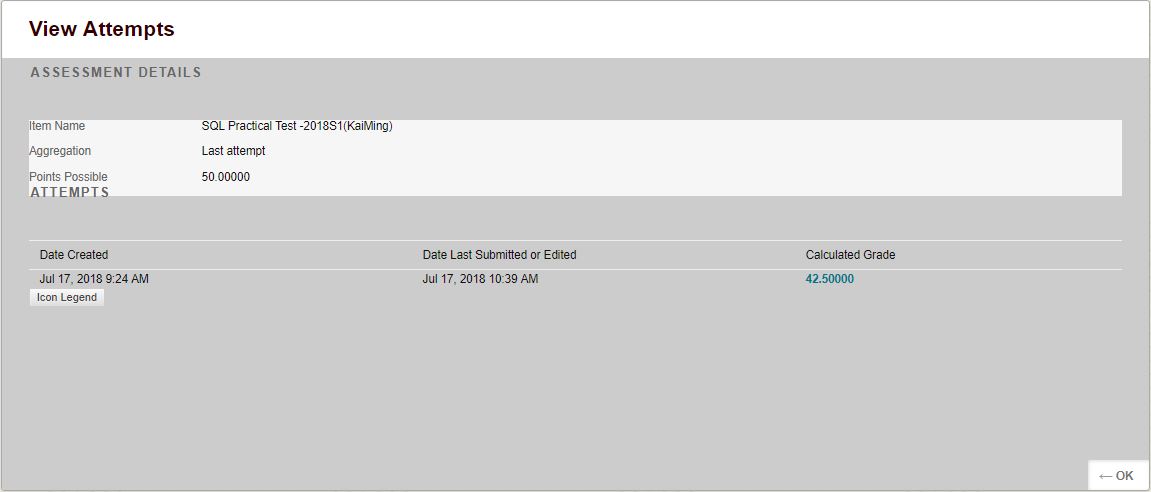 View Attempts
ASSESSMENT DETAILS
Item Name SQL Practical Test -2018S1(KaiMing)
Aggregation Last attempt
Points Possible 50.00000
ATTEMPTS
Date Created Date Last Submitted or Edited Calculated Grade
Jul 17, 2018 9:24 AM Jul 17, 2018 10:39 AM 42.50000
Icon Legend
← OK